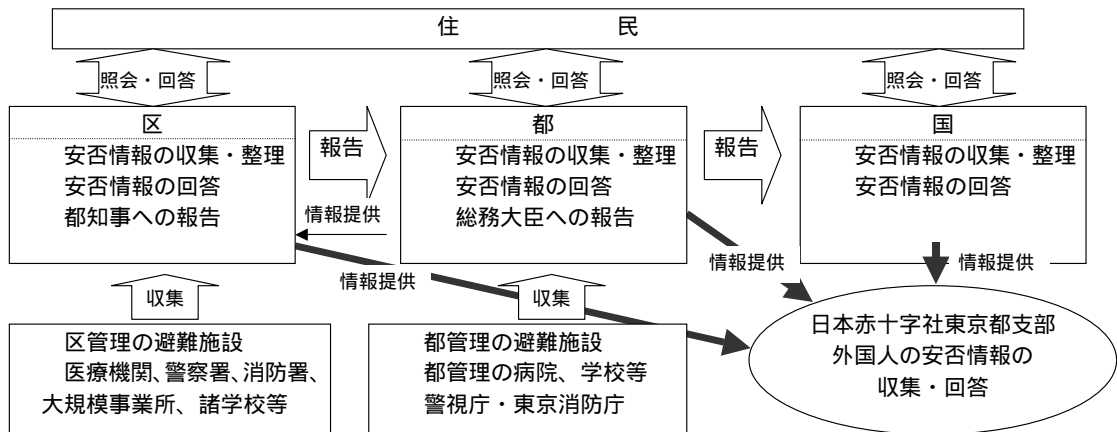 住　　民
照会・回答
照会・回答
照会・回答
区
安否情報の収集・整理
安否情報の回答
都知事への報告
報告
都
安否情報の収集・整理
安否情報の回答
総務大臣への報告
報告
国
安否情報の収集・整理
安否情報の回答
情報提供
情報提供
情報提供
情報提供
収集
収集
区管理の避難施設
医療機関、警察署、消防署、
大規模事業所、諸学校等
都管理の避難施設
都管理の病院、学校等
警視庁・東京消防庁
日本赤十字社東京都支部
外国人の安否情報の
収集・回答